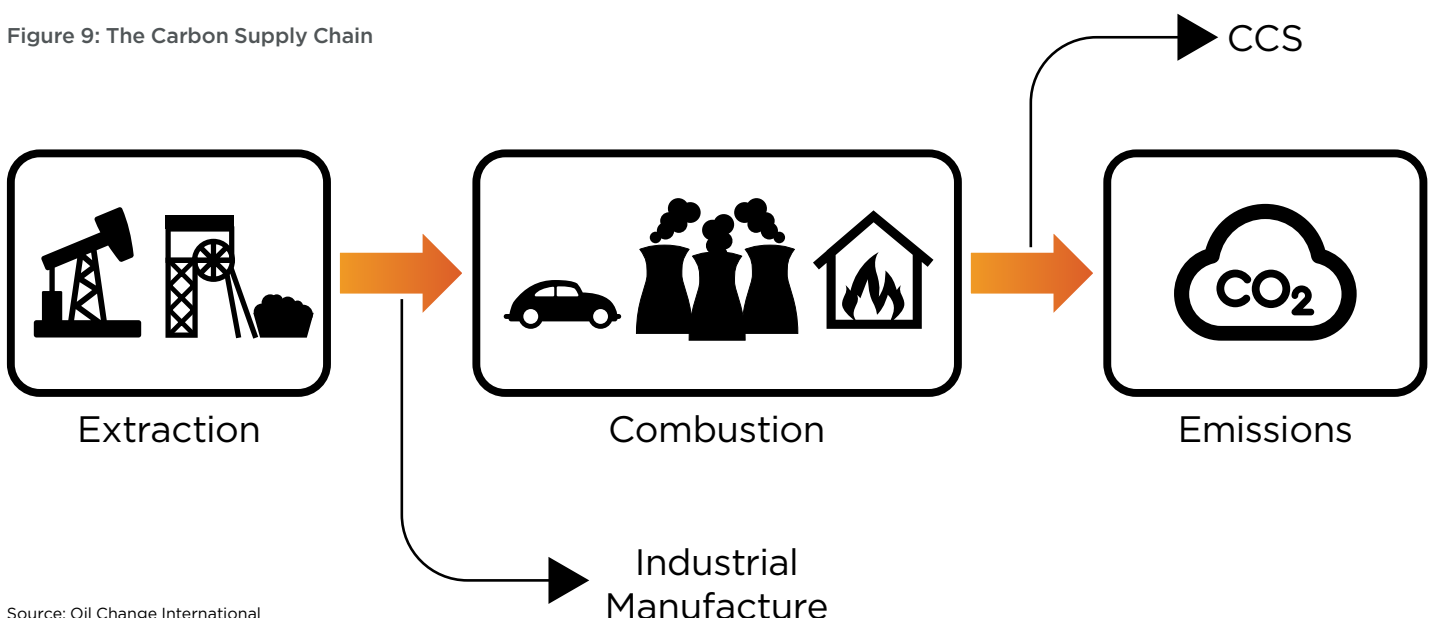 Figure 9: The Carbon Supply Chain
CCS
CO2
Extraction
Combustion
Emissions
Industrial
Manufacture
Source: Oil Change International